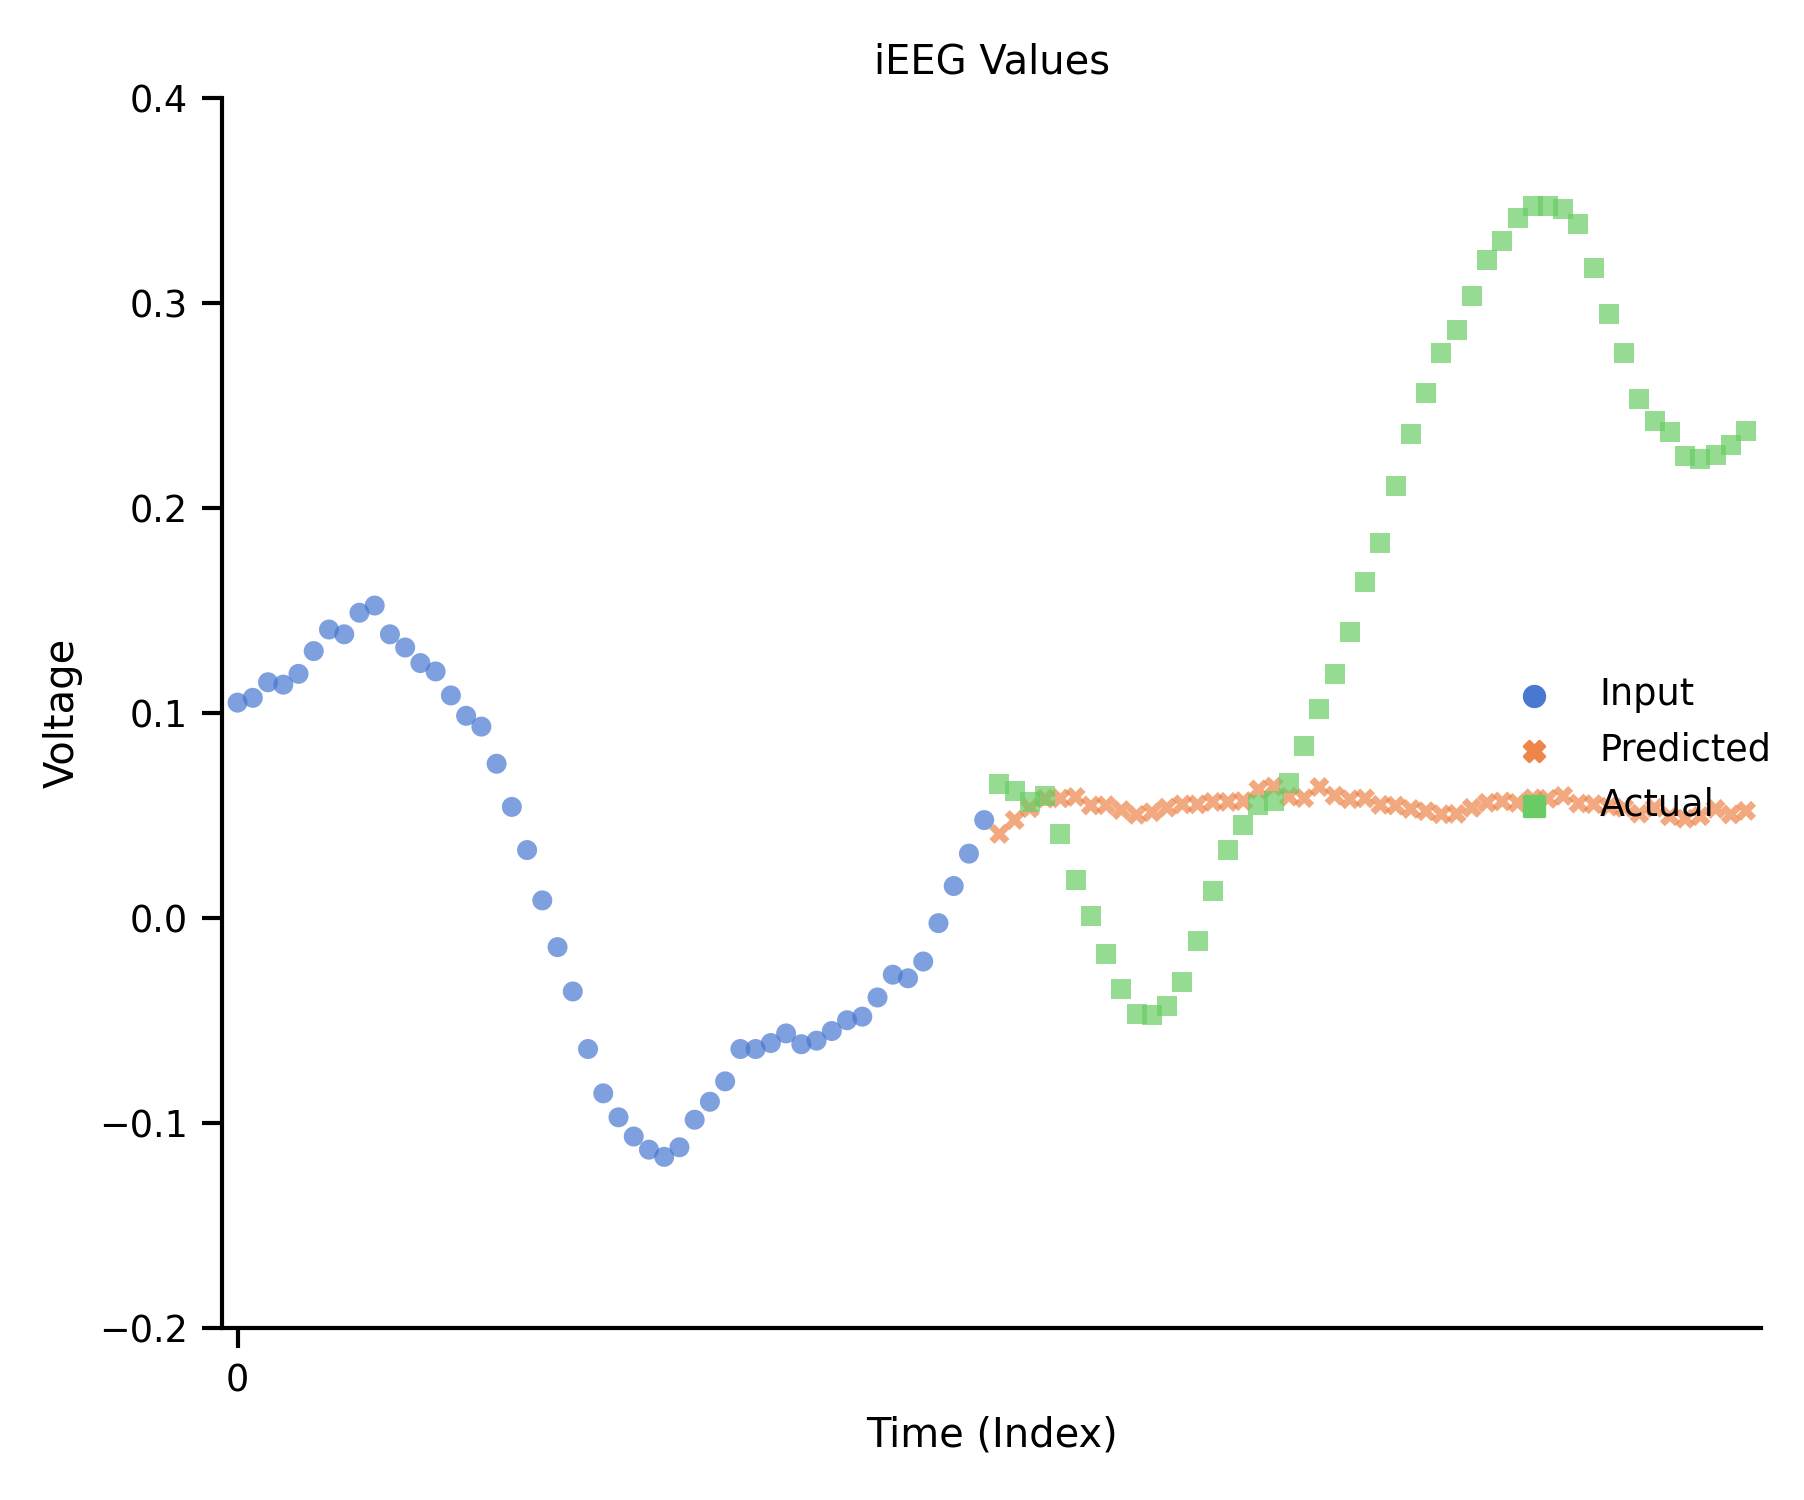 iEEG Values
0.4
0.3
0.2
0.1
0.0
−0.1
−0.2
Voltage
Input
Predicted
Actual
0
Time (Index)